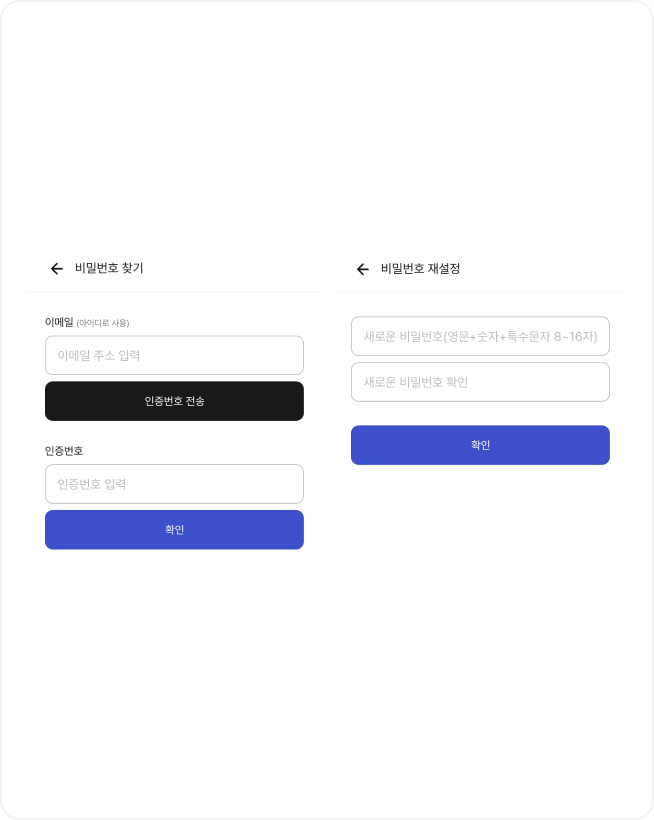 비밀번호 찾기
이메일 (아이디로 사용)
이메일 주소 입력
인증번호 전송
인증번호
인증번호 입력
확인
비밀번호 재설정
새로운 비밀번호(영문+숫자+특수문자 8~16자)
새로운 비밀번호 확인
확인